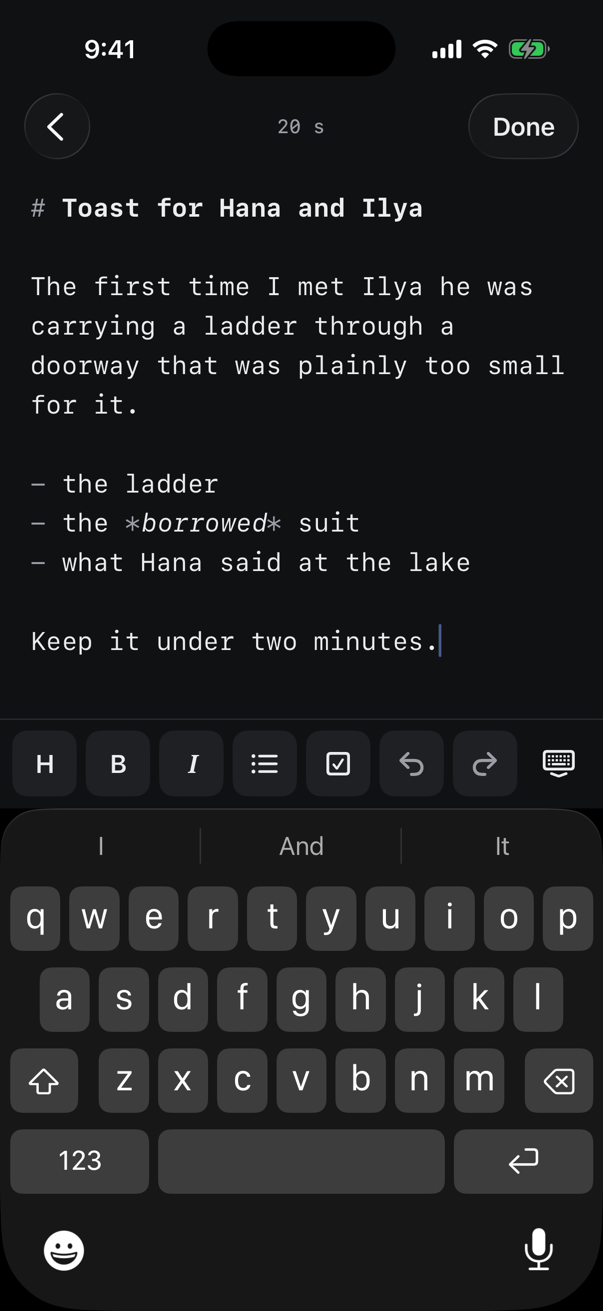 9:41
20 s
Done
# Toast for Hana and Ilya
The first time I met Ilya he was
carrying a ladder through a
doorway that was plainly too small
for it.
– the ladder
– the *borrowed* suit
– what Hana said at the lake
Keep it under two minutes.
H B I
I And It
q w e r t y u i o p
a s d f g h j k l
z x c v b n m
123